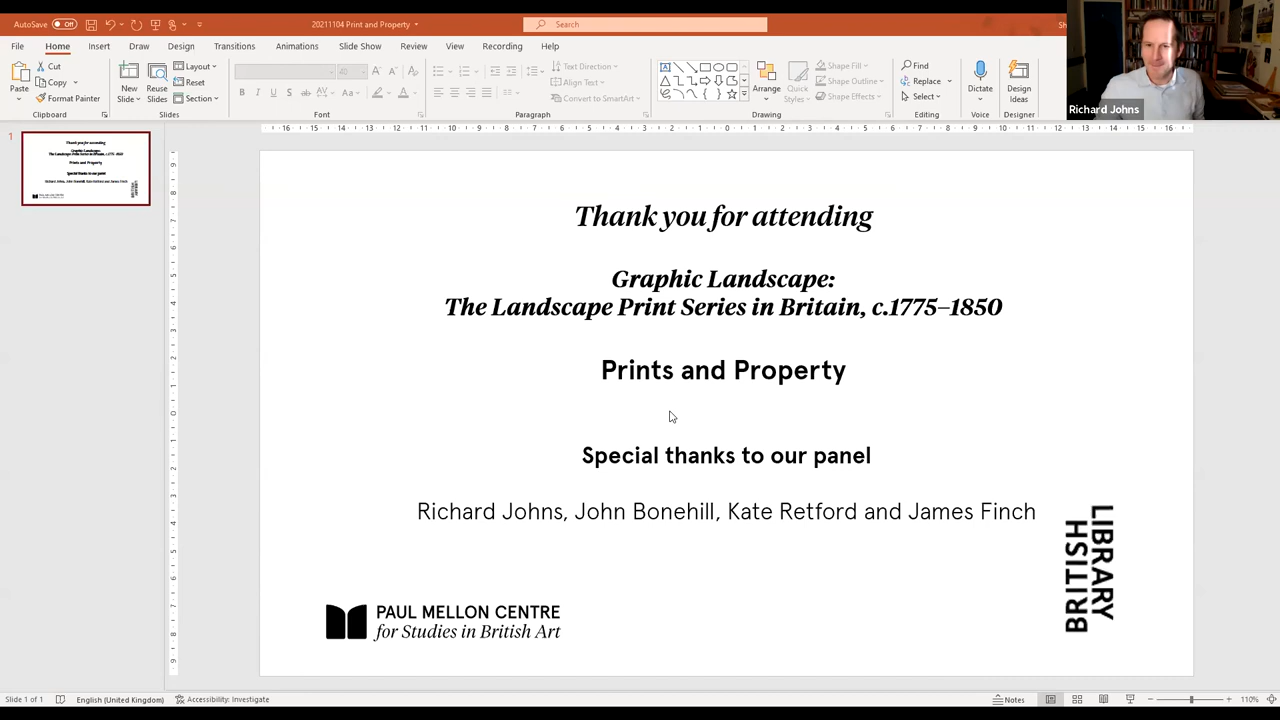 AutoSave Off
20211104 Print and Property
Search
Sh
File Home Insert Draw Design Transitions Animations Slide Show Review View Recording Help
Paste
Cut
Copy
Format Painter
Clipboard
New Slide
Reuse Slides
Layout
Reset
Section
Slides
Font
Text Direction
Align Text
Convert to SmartArt
Paragraph
Arrange
Quick Styles
Shape Fill
Shape Outline
Shape Effects
Drawing
Find
Replace
Select
Editing
Dictate
Voice
Design Ideas
Designer
Richard Johns
1
Thank you for attending
Graphic Landscape:
The Landscape Print Series in Britain, c.1775–1850
Prints and Property
Special thanks to our panel
Richard Johns, John Bonehill, Kate Retford and James Finch
PAUL MELLON CENTRE
for Studies in British Art
BRITISH
LIBRARY
Slide 1 of 1 English (United Kingdom) Accessibility: Investigate Notes 110%